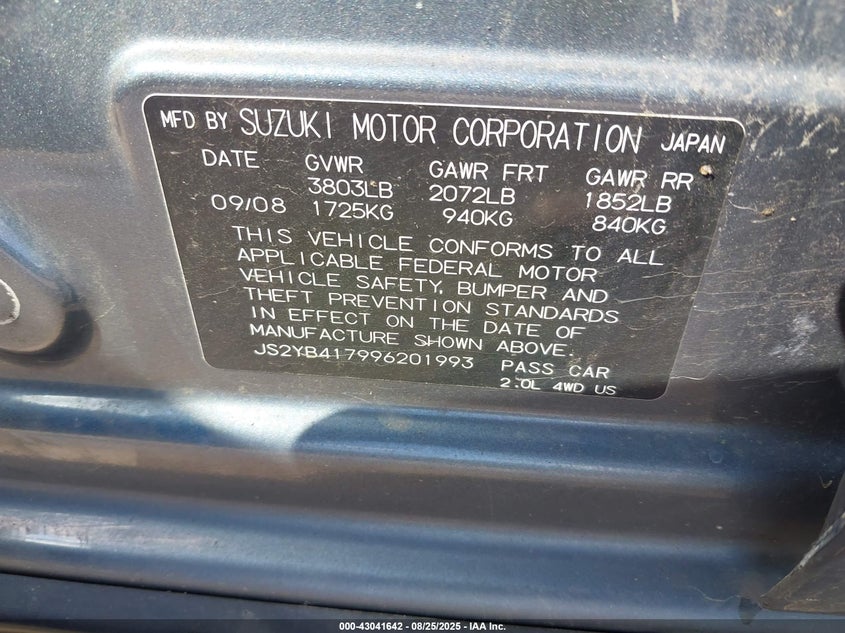 MFD BY SUZUKI MOTOR CORPORATION JAPAN
DATE GVWR GAWR FRT GAWR RR
3803LB 2072LB 1852LB
09/08 1725KG 940KG 840KG
THIS VEHICLE CONFORMS TO ALL
APPLICABLE FEDERAL MOTOR
VEHICLE SAFETY, BUMPER AND
THEFT PREVENTION STANDARDS
IN EFFECT ON THE DATE OF
MANUFACTURE SHOWN ABOVE.
JS2YB417996201993 PASS CAR
2.0L 4WD US
000-43041642 - 08/25/2025 - IAA Inc.